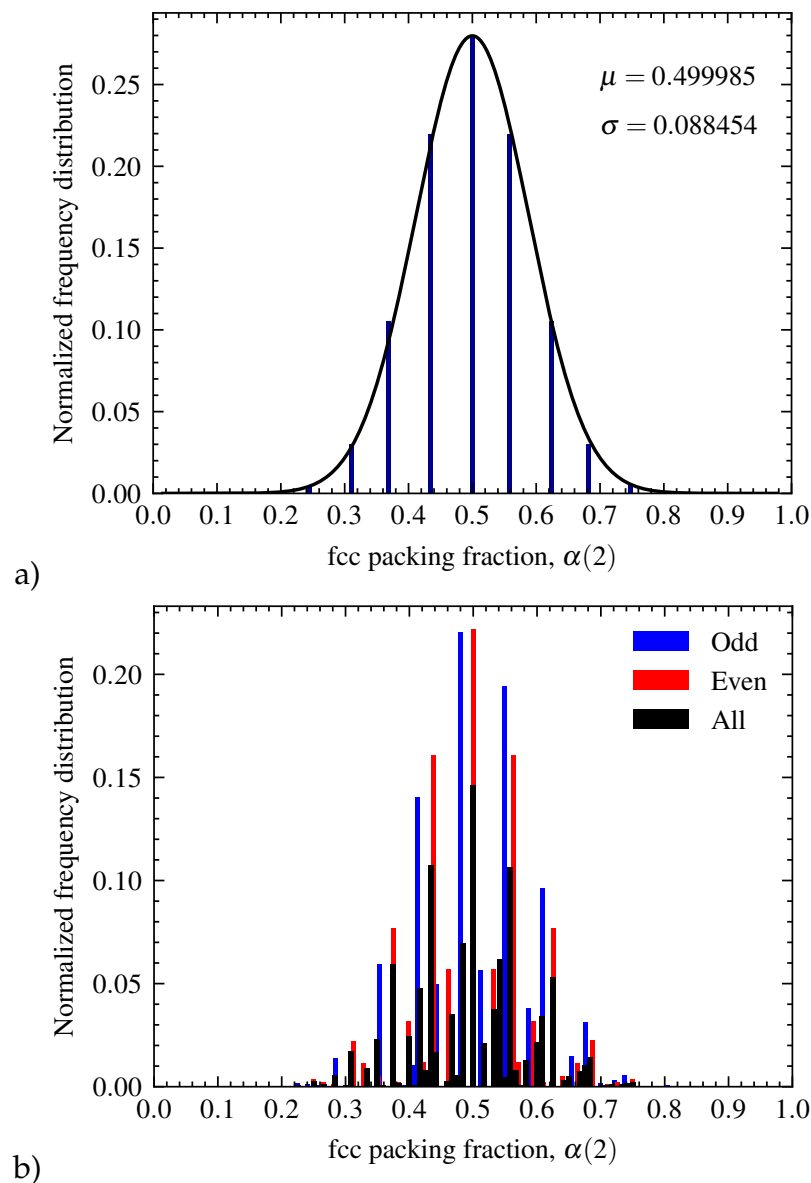 Normalized frequency distribution
0.25
0.20
0.15
0.10
0.05
0.00
μ = 0.499985
σ = 0.088454
0.0 0.1 0.2 0.3 0.4 0.5 0.6 0.7 0.8 0.9 1.0
fcc packing fraction, α(2)
a)
Normalized frequency distribution
0.20
0.15
0.10
0.05
0.00
Odd
Even
All
0.0 0.1 0.2 0.3 0.4 0.5 0.6 0.7 0.8 0.9 1.0
fcc packing fraction, α(2)
b)